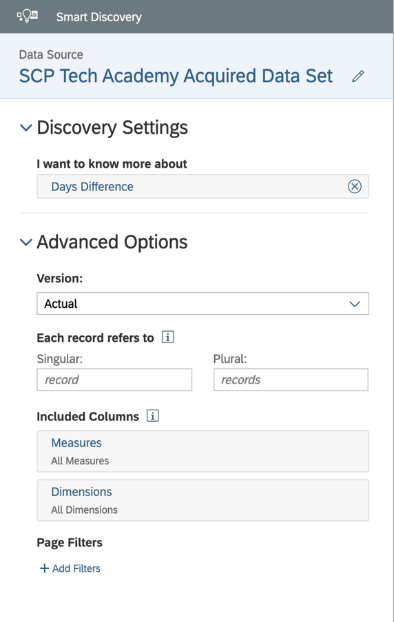 Smart Discovery
Data Source
SCP Tech Academy Acquired Data Set
Discovery Settings
I want to know more about
Days Difference
Advanced Options
Version:
Actual
Each record refers to
Singular: Plural:
record records
Included Columns
Measures
All Measures
Dimensions
All Dimensions
Page Filters
+ Add Filters